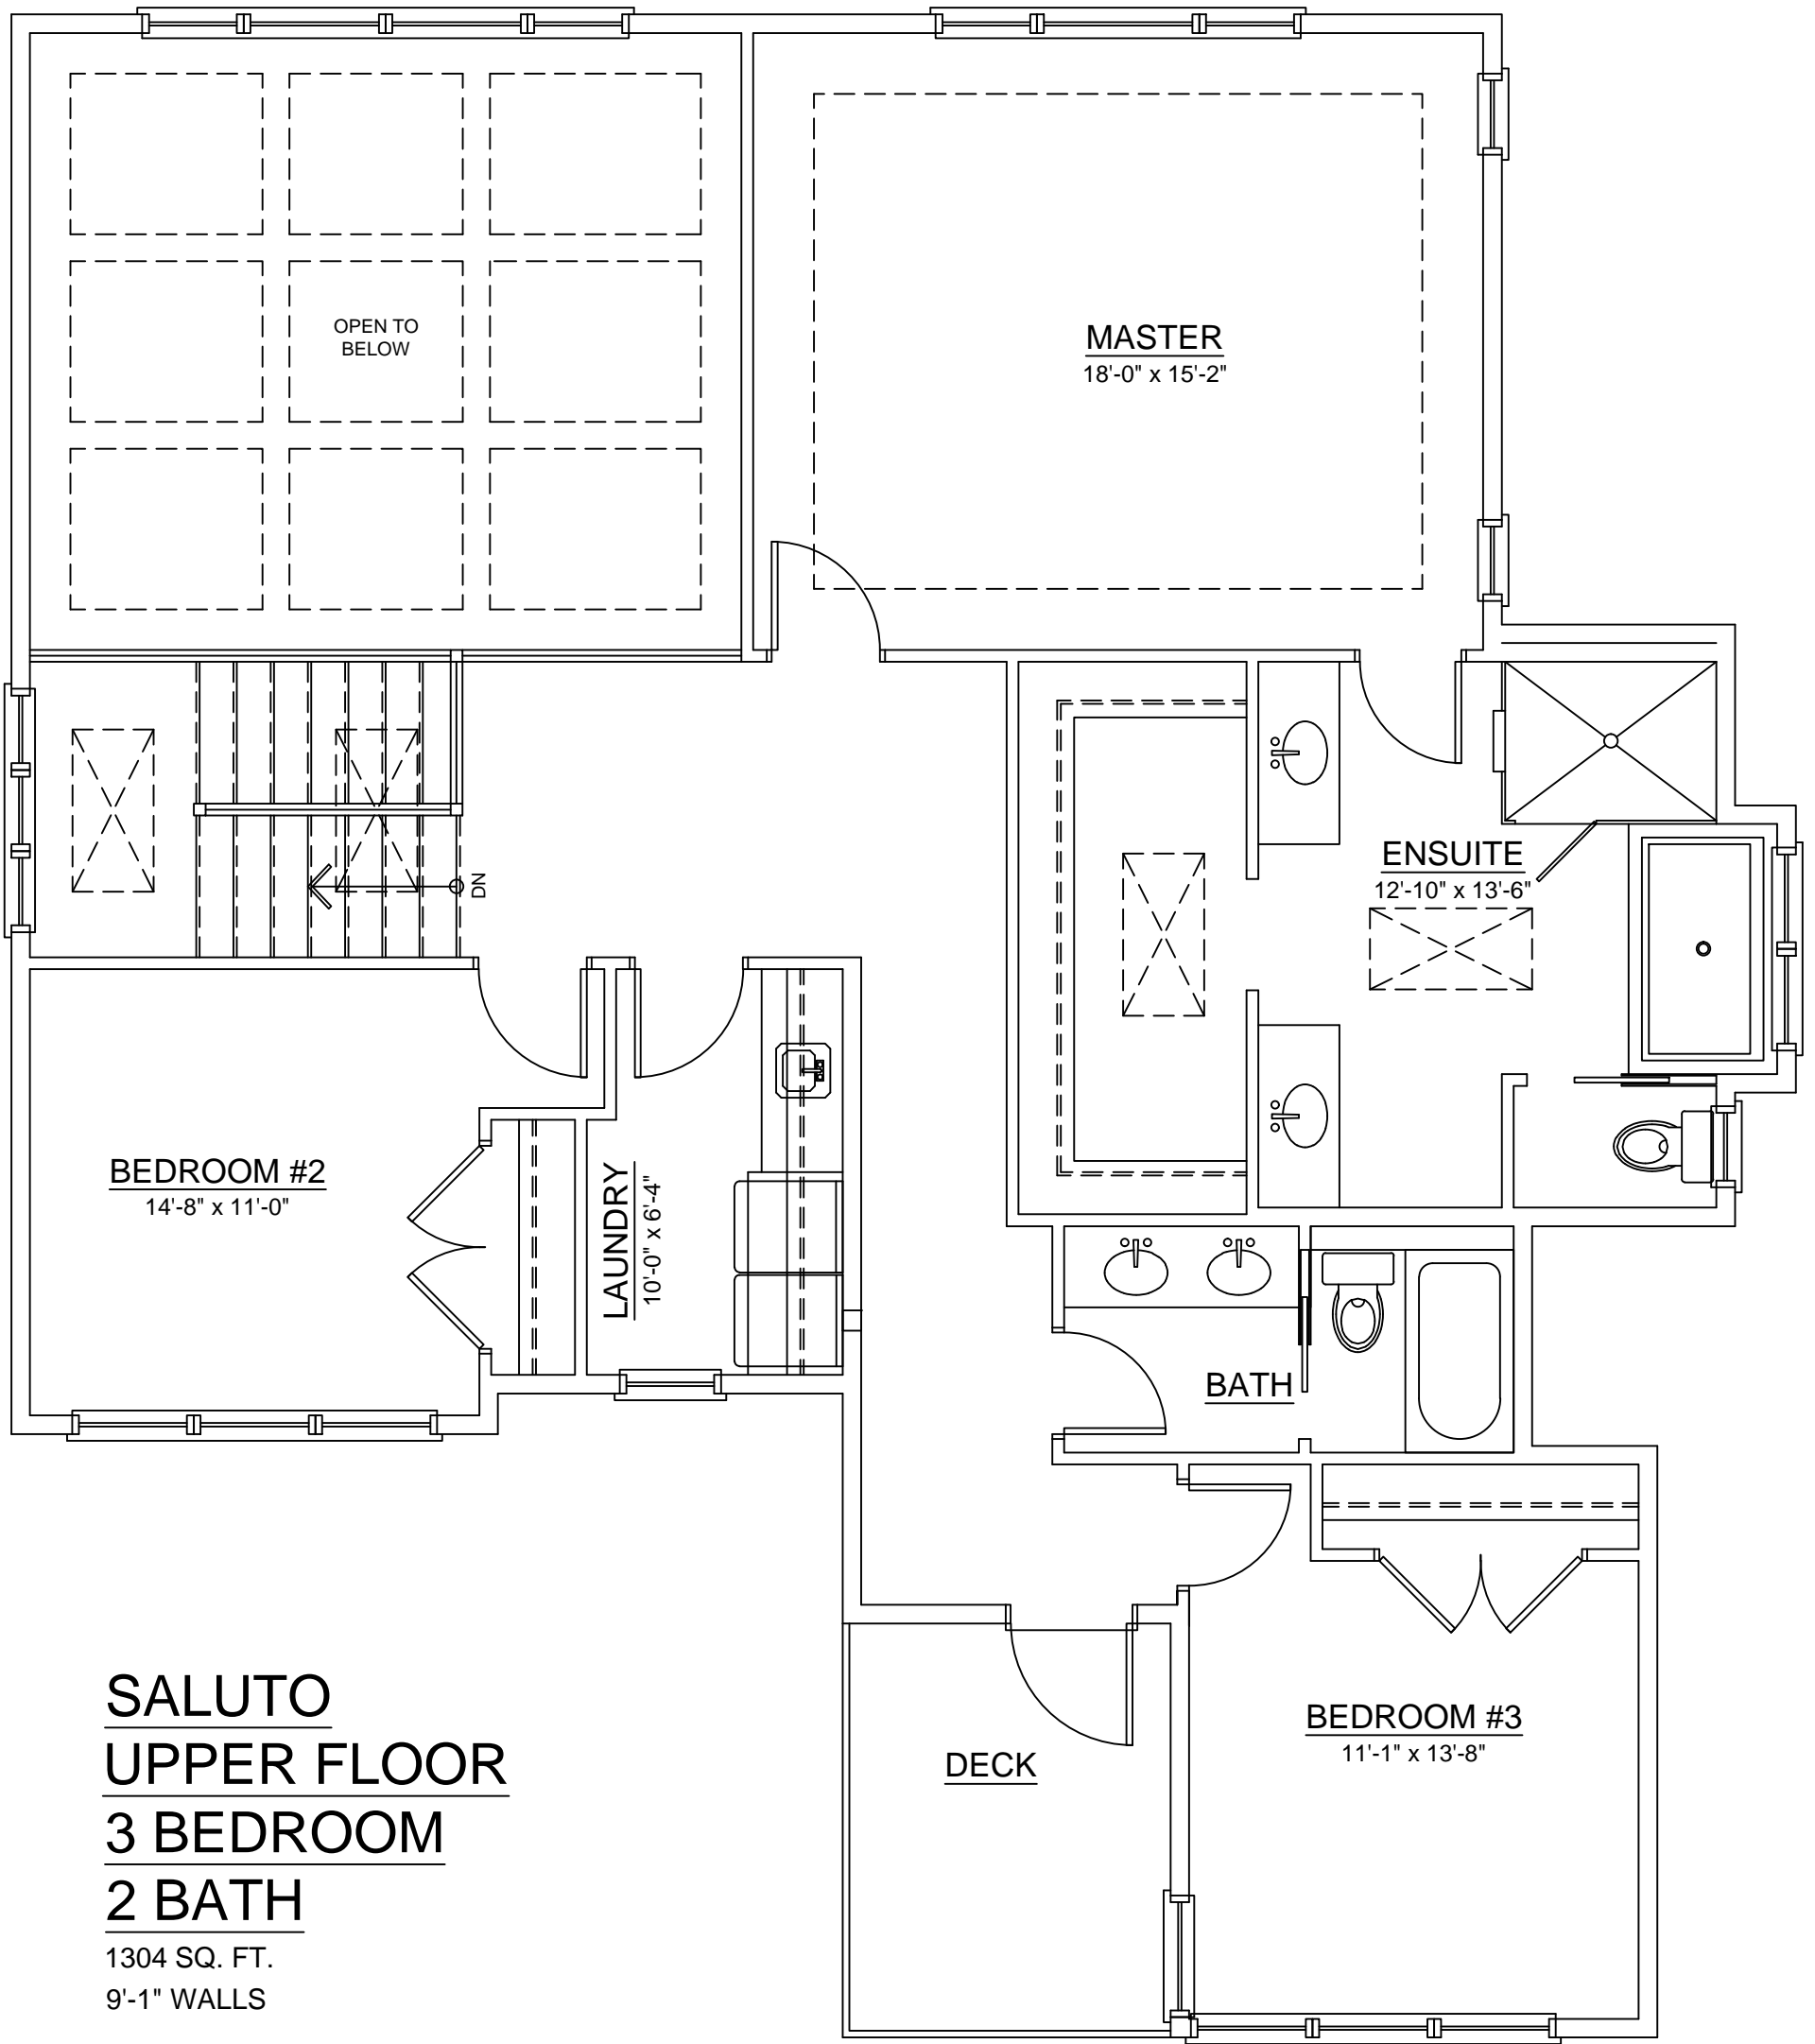 OPEN TO
BELOW
MASTER
18'-0" x 15'-2"
ENSUITE
12'-10" x 13'-6"
DN
BEDROOM #2
14'-8" x 11'-0"
LAUNDRY
10'-0" x 6'-4"
BATH
BEDROOM #3
11'-1" x 13'-8"
DECK
SALUTO
UPPER FLOOR
3 BEDROOM
2 BATH
1304 SQ. FT.
9'-1" WALLS